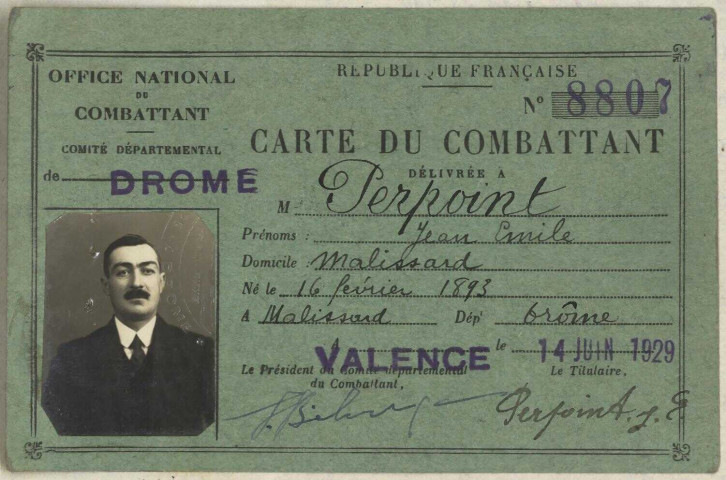 OFFICE NATIONAL
DU
COMBATTANT
COMITÉ DÉPARTEMENTAL
de DROME
RÉPUBLIQUE FRANÇAISE
Nº 8807
CARTE DU COMBATTANT
DÉLIVRÉE À
M Perpoint
Prénoms : Jean Emile
Domicile : Malissard
Né le 16 février 1893
A Malissard Dép' Drôme
A VALENCE le 14 JUIN 1929
Le Président du Comité départemental
du Combattant,
Le Titulaire,
Perpoint. J. E